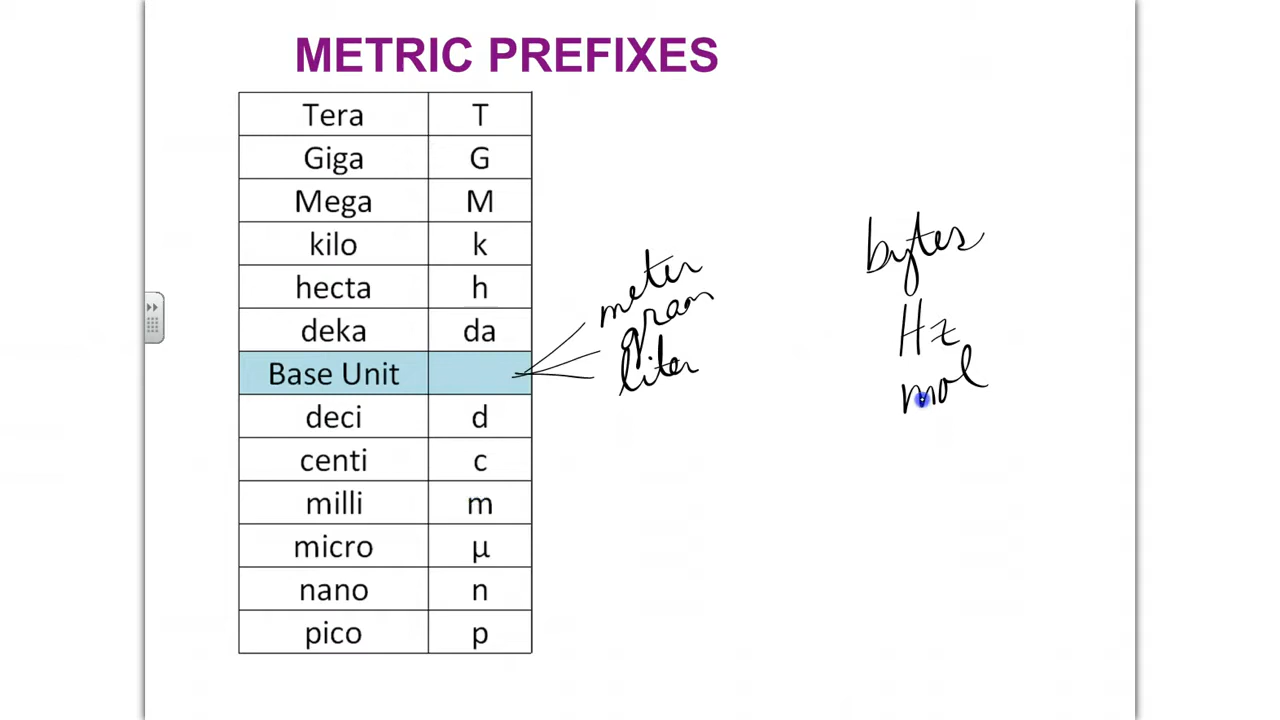 METRIC PREFIXES
Tera T
Giga G
Mega M
kilo k
hecta h
deka da
Base Unit
deci d
centi c
milli m
micro µ
nano n
pico p
meter
gram
liter
bytes
Hz
mol